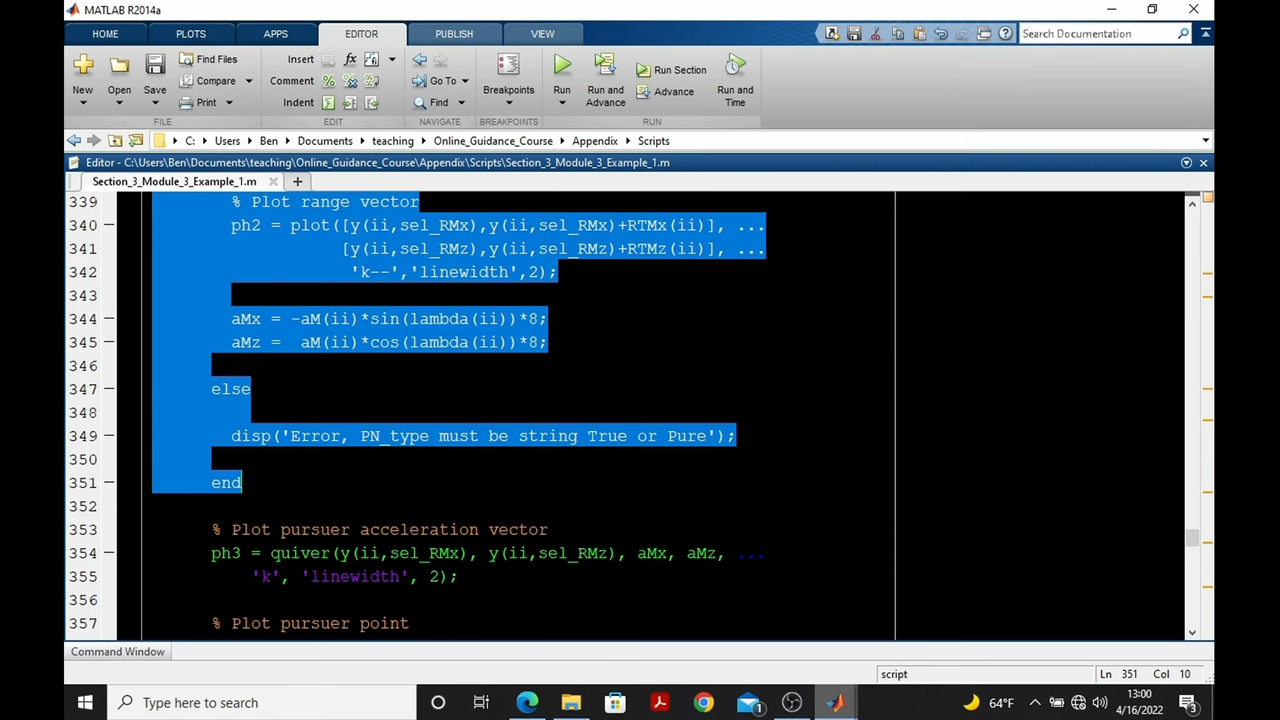 MATLAB R2014a
HOME PLOTS APPS EDITOR PUBLISH VIEW Search Documentation
New Open Save Find Files Compare Print Insert Comment Indent fx Go To Find Breakpoints Run Run and Advance Run Section Advance Run and Time
FILE EDIT NAVIGATE BREAKPOINTS RUN
C: Users Ben Documents teaching Online_Guidance_Course Appendix Scripts
Editor - C:\Users\Ben\Documents\teaching\Online_Guidance_Course\Appendix\Scripts\Section_3_Module_3_Example_1.m
Section_3_Module_3_Example_1.m
339 % Plot range vector
340 ph2 = plot([y(ii,sel_RMx),y(ii,sel_RMx)+RTMx(ii)], ...
341 [y(ii,sel_RMz),y(ii,sel_RMz)+RTMz(ii)], ...
342 'k--','linewidth',2);
343
344 aMx = -aM(ii)*sin(lambda(ii))*8;
345 aMz =  aM(ii)*cos(lambda(ii))*8;
346
347 else
348
349 disp('Error, PN_type must be string True or Pure');
350
351 end
352
353 % Plot pursuer acceleration vector
354 ph3 = quiver(y(ii,sel_RMx), y(ii,sel_RMz), aMx, aMz, ...
355 'k', 'linewidth', 2);
356
357 % Plot pursuer point
Command Window
script Ln 351 Col 10
Type here to search 1 64°F 13:00 3
4/16/2022